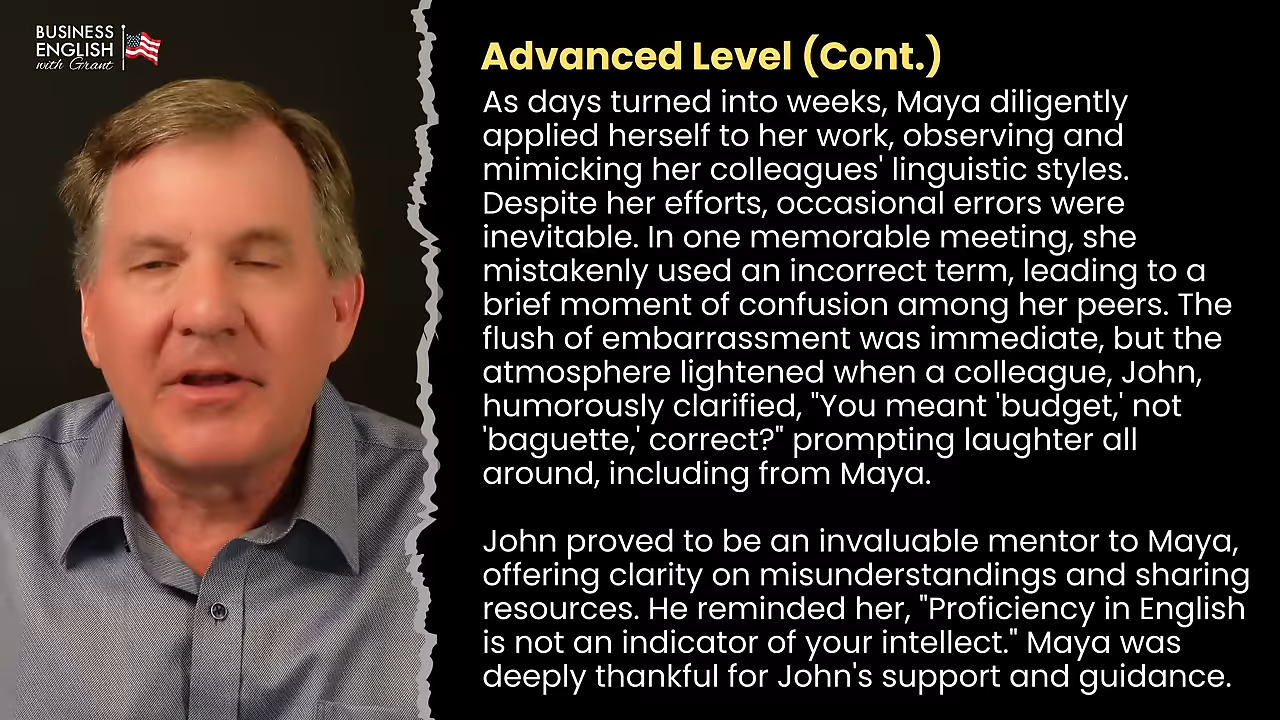 BUSINESS
ENGLISH
with Grant
Advanced Level (Cont.)
As days turned into weeks, Maya diligently
applied herself to her work, observing and
mimicking her colleagues' linguistic styles.
Despite her efforts, occasional errors were
inevitable. In one memorable meeting, she
mistakenly used an incorrect term, leading to a
brief moment of confusion among her peers. The
flush of embarrassment was immediate, but the
atmosphere lightened when a colleague, John,
humorously clarified, "You meant 'budget,' not
'baguette,' correct?" prompting laughter all
around, including from Maya.
John proved to be an invaluable mentor to Maya,
offering clarity on misunderstandings and sharing
resources. He reminded her, "Proficiency in English
is not an indicator of your intellect." Maya was
deeply thankful for John's support and guidance.